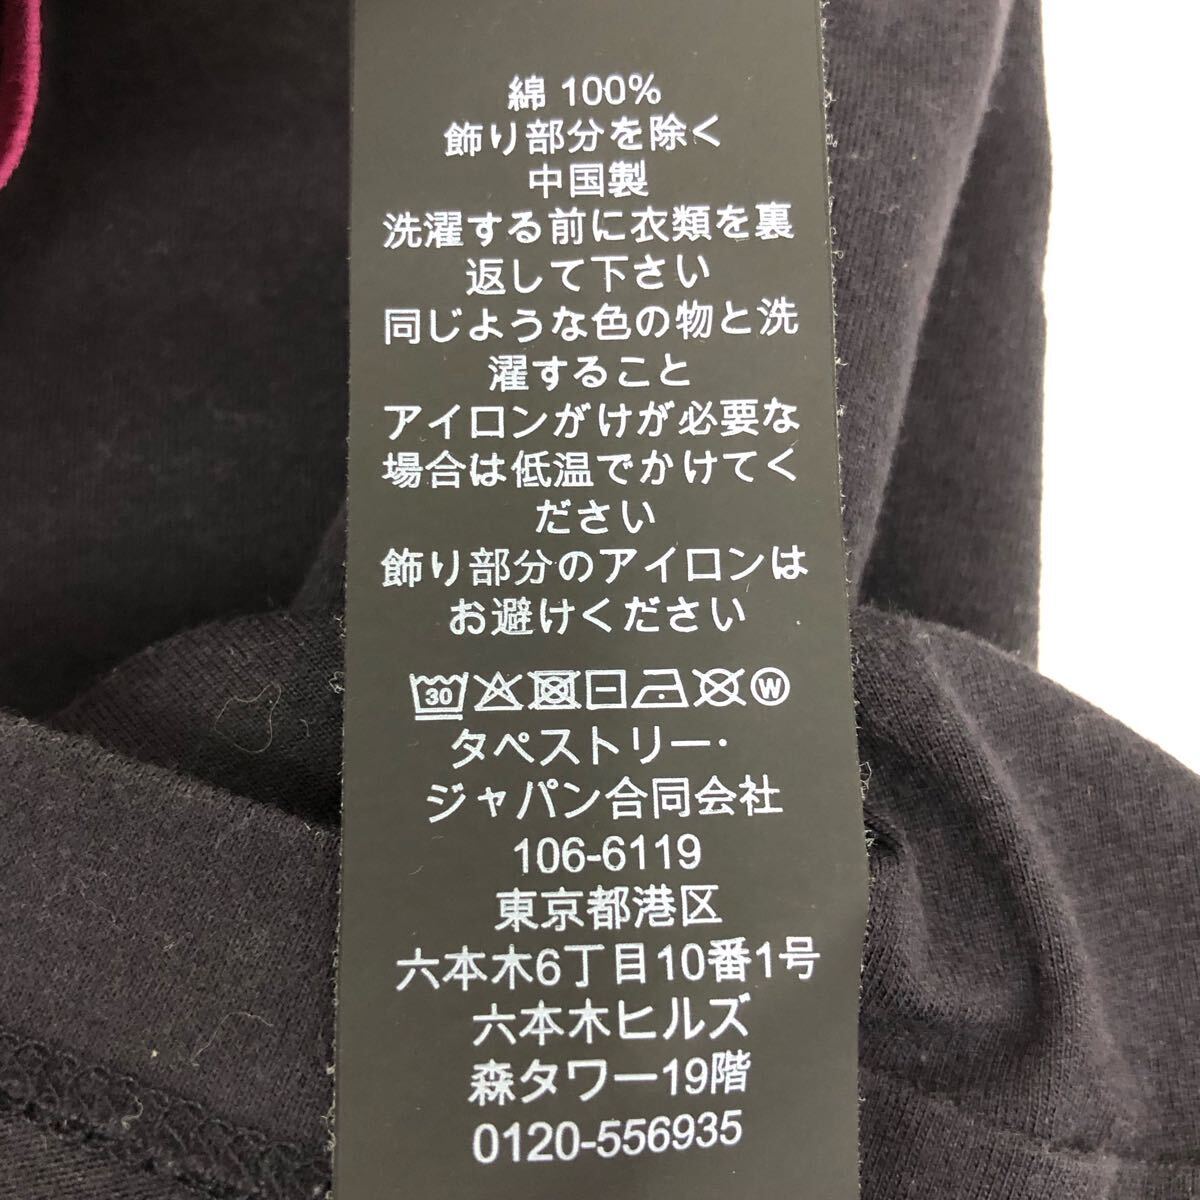 綿 100%
飾り部分を除く
中国製
洗濯する前に衣類を裏
返して下さい
同じような色の物と洗
濯すること
アイロンがけが必要な
場合は低温でかけてく
ださい
飾り部分のアイロンは
お避けください
30 W
タペストリー・
ジャパン合同会社
106-6119
東京都港区
六本木6丁目10番1号
六本木ヒルズ
森タワー19階
0120-556935